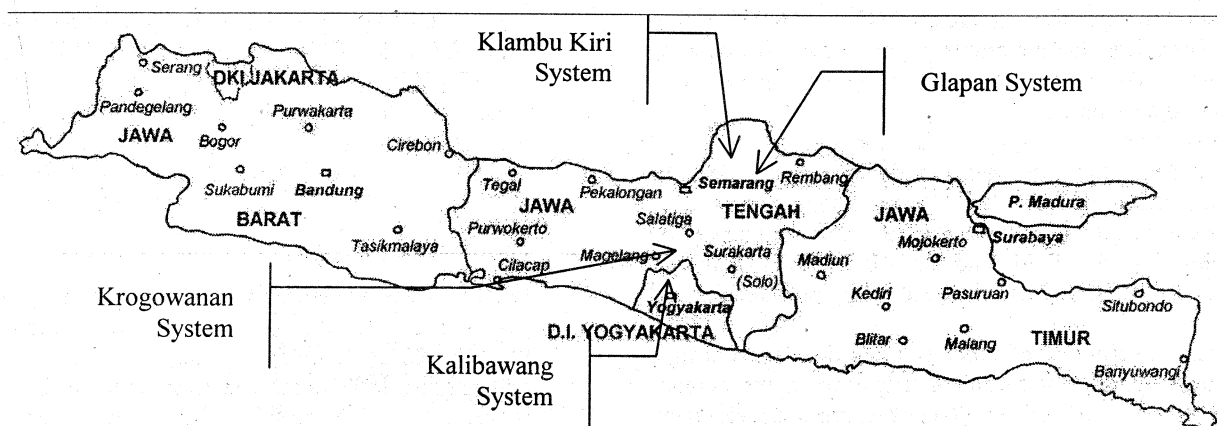 Klambu Kiri
System
Glapan System
Serang
DKI JAKARTA
Pandegelang
Purwakarta
JAWA
Bogor
Cirebon
Sukabumi
Bandung
BARAT
Tasikmalaya
Tegal
Pekalongan
Semarang
Rembang
JAWA
TENGAH
Salatiga
Purwokerto
Magelang
Surakarta
(Solo)
Cilacap
Yogyakarta
D.I. YOGYAKARTA
JAWA
P. Madura
Surabaya
Mojokerto
Madiun
Kediri
Pasuruan
Situbondo
Blitar
Malang
TIMUR
Banyuwangi
Krogowanan
System
Kalibawang
System